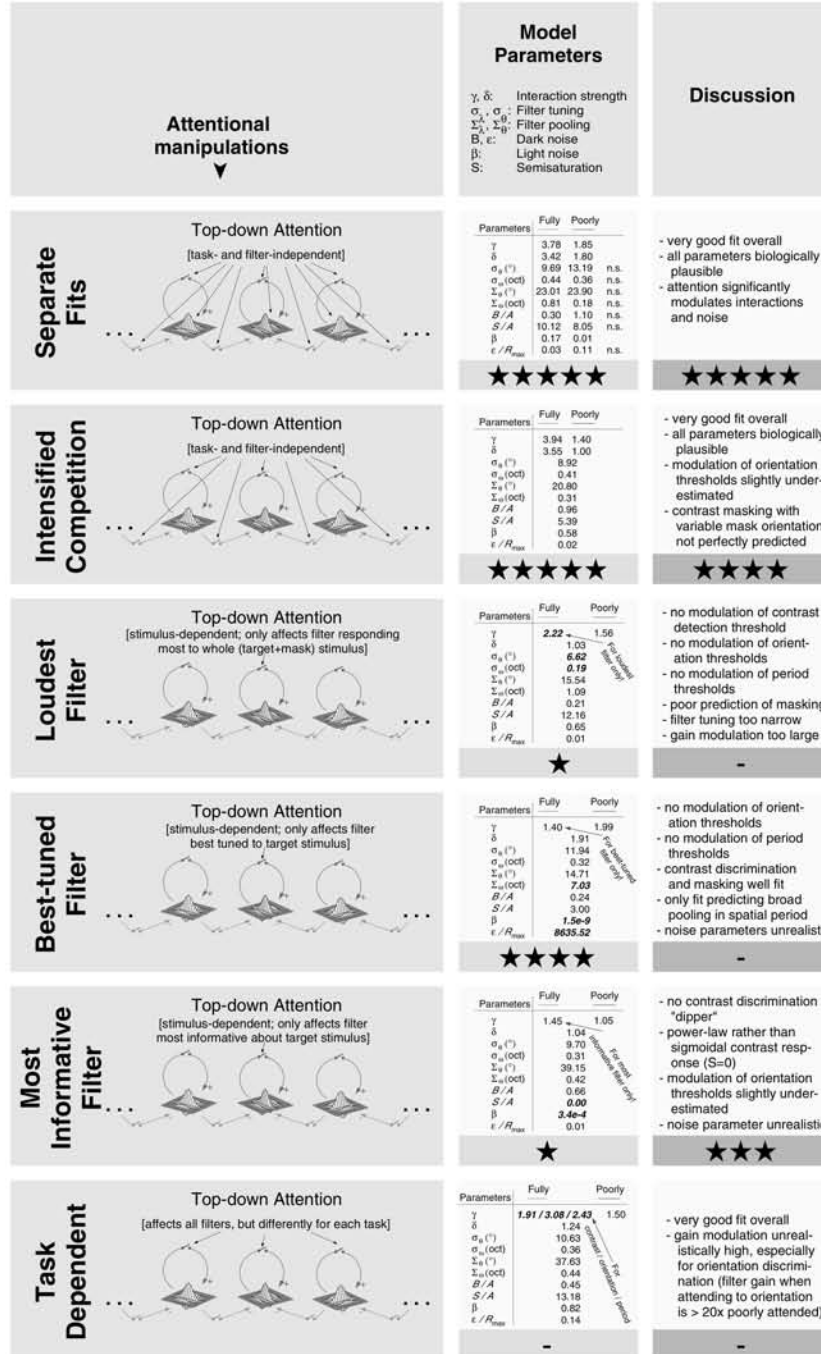 Attentional
manipulations
Model
Parameters
γ, δ: Interaction strength
σλ, σθ: Filter tuning
Σλ, Σθ: Filter pooling
B, ε: Dark noise
β: Light noise
S: Semisaturation
Discussion
Separate
Fits
Top-down Attention
[task- and filter-independent]
...
...
Parameters Fully Poorly
γ 3.78 1.85
δ 3.42 1.80
σθ (°) 9.69 13.19 n.s.
σω (oct) 0.44 0.36 n.s.
Σθ (°) 23.01 23.90 n.s.
Σω (oct) 0.81 0.18 n.s.
B/A 0.30 1.10 n.s.
S/A 10.12 8.05 n.s.
β 0.17 0.01
ε/Rmax 0.03 0.11 n.s.
- very good fit overall
- all parameters biologically
plausible
- attention significantly
modulates interactions
and noise
Intensified
Competition
Top-down Attention
[task- and filter-independent]
...
...
Parameters Fully Poorly
γ 3.94 1.40
δ 3.55 1.00
σθ (°) 8.92
σω (oct) 0.41
Σθ (°) 20.80
Σω (oct) 0.31
B/A 0.96
S/A 5.39
β 0.58
ε/Rmax 0.02
- very good fit overall
- all parameters biologically
plausible
- modulation of orientation
thresholds slightly under-
estimated
- contrast masking with
variable mask orientation
not perfectly predicted
Loudest
Filter
Top-down Attention
[stimulus-dependent; only affects filter responding
most to whole (target+mask) stimulus]
...
...
Parameters Fully Poorly
γ 2.22 1.56
δ 1.03
σθ (°) 6.62
σω (oct) 0.19
Σθ (°) 15.54
Σω (oct) 1.09
B/A 0.21
S/A 12.16
β 0.65
ε/Rmax 0.01
For loudest
filter only!
- no modulation of contrast
detection threshold
- no modulation of orient-
ation thresholds
- no modulation of period
thresholds
- poor prediction of masking
- filter tuning too narrow
- gain modulation too large
-
Best-tuned
Filter
Top-down Attention
[stimulus-dependent; only affects filter
best tuned to target stimulus]
...
...
Parameters Fully Poorly
γ 1.40 1.99
δ 1.91
σθ (°) 11.94
σω (oct) 0.32
Σθ (°) 14.71
Σω (oct) 7.03
B/A 0.24
S/A 3.00
β 1.5e-9
ε/Rmax 8635.52
For best-tuned
filter only!
- no modulation of orient-
ation thresholds
- no modulation of period
thresholds
- contrast discrimination
and masking well fit
- only fit predicting broad
pooling in spatial period
- noise parameters unrealist
-
Most
Informative
Filter
Top-down Attention
[stimulus-dependent; only affects filter
most informative about target stimulus]
...
...
Parameters Fully Poorly
γ 1.45 1.05
δ 1.04
σθ (°) 9.70
σω (oct) 0.31
Σθ (°) 39.15
Σω (oct) 0.42
B/A 0.66
S/A 0.00
β 3.4e-4
ε/Rmax 0.01
For most
informative filter only!
- no contrast discrimination
"dipper"
- power-law rather than
sigmoidal contrast resp-
onse (S=0)
- modulation of orientation
thresholds slightly under-
estimated
- noise parameter unrealistic
Task
Dependent
Top-down Attention
[affects all filters, but differently for each task]
...
...
Parameters Fully Poorly
γ 1.91 / 3.08 / 2.43 1.50
δ 1.24
σθ (°) 10.63
σω (oct) 0.36
Σθ (°) 37.63
Σω (oct) 0.44
B/A 0.45
S/A 13.18
β 0.82
ε/Rmax 0.14
For
contrast / orientation / period
-
- very good fit overall
- gain modulation unreal-
istically high, especially
for orientation discrimi-
nation (filter gain when
attending to orientation
is > 20x poorly attended)
-